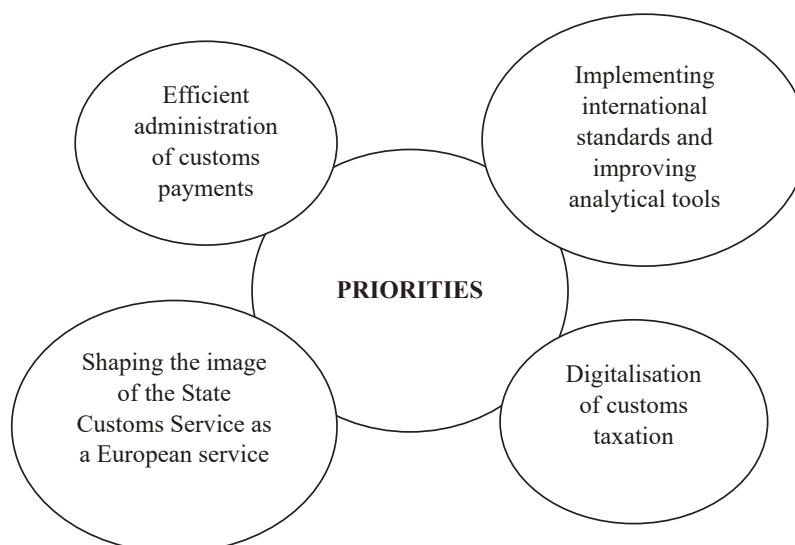 Efficient
administration
of customs
payments
Implementing
international
standards and
improving
analytical tools
PRIORITIES
Shaping the image
of the State
Customs Service as
a European service
Digitalisation
of customs
taxation